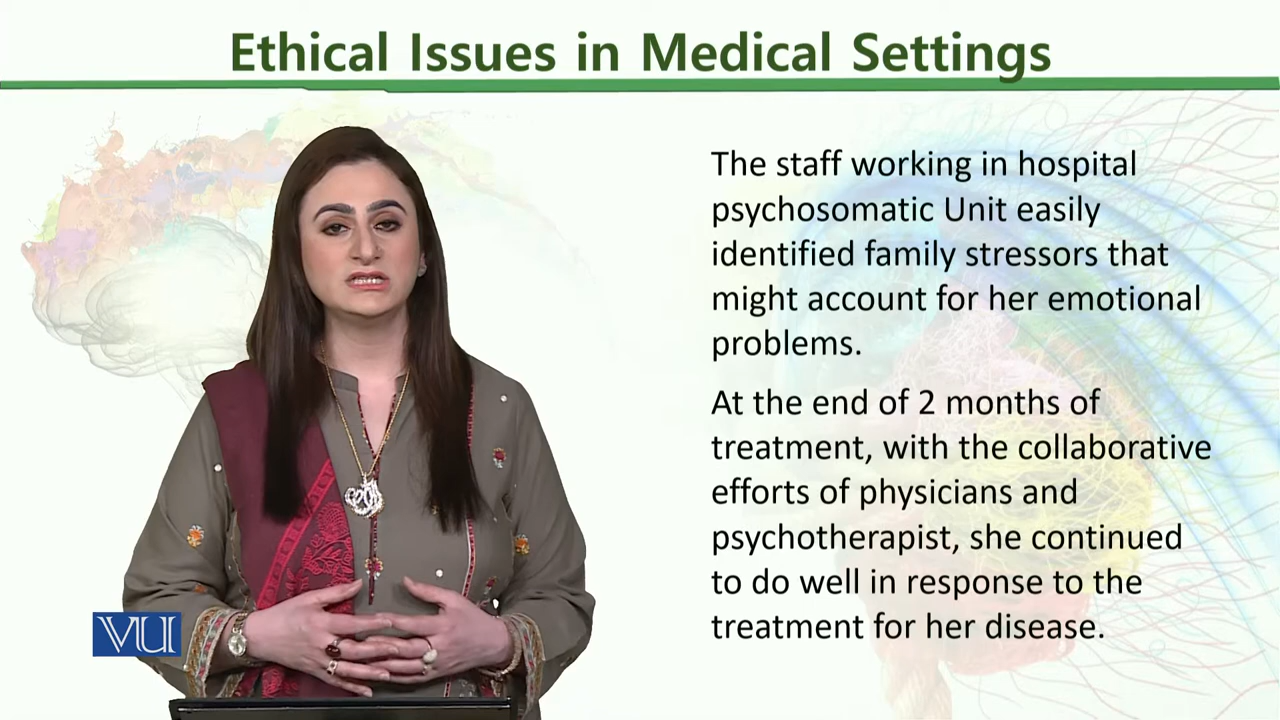 Ethical Issues in Medical Settings
The staff working in hospital
psychosomatic Unit easily
identified family stressors that
might account for her emotional
problems.
At the end of 2 months of
treatment, with the collaborative
efforts of physicians and
psychotherapist, she continued
to do well in response to the
treatment for her disease.
VU